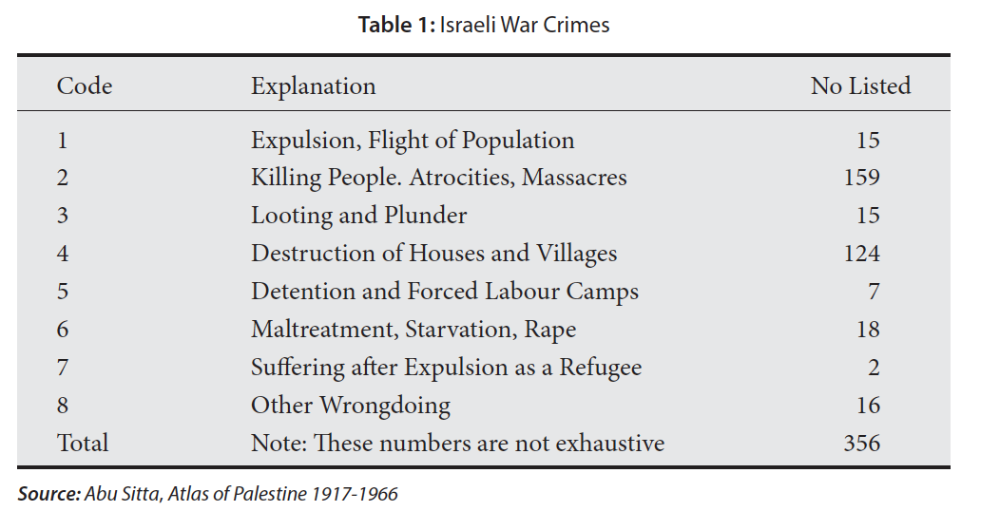 Table 1: Israeli War Crimes
Code Explanation No Listed
1 Expulsion, Flight of Population 15
2 Killing People. Atrocities, Massacres 159
3 Looting and Plunder 15
4 Destruction of Houses and Villages 124
5 Detention and Forced Labour Camps 7
6 Maltreatment, Starvation, Rape 18
7 Suffering after Expulsion as a Refugee 2
8 Other Wrongdoing 16
Total Note: These numbers are not exhaustive 356
Source: Abu Sitta, Atlas of Palestine 1917-1966